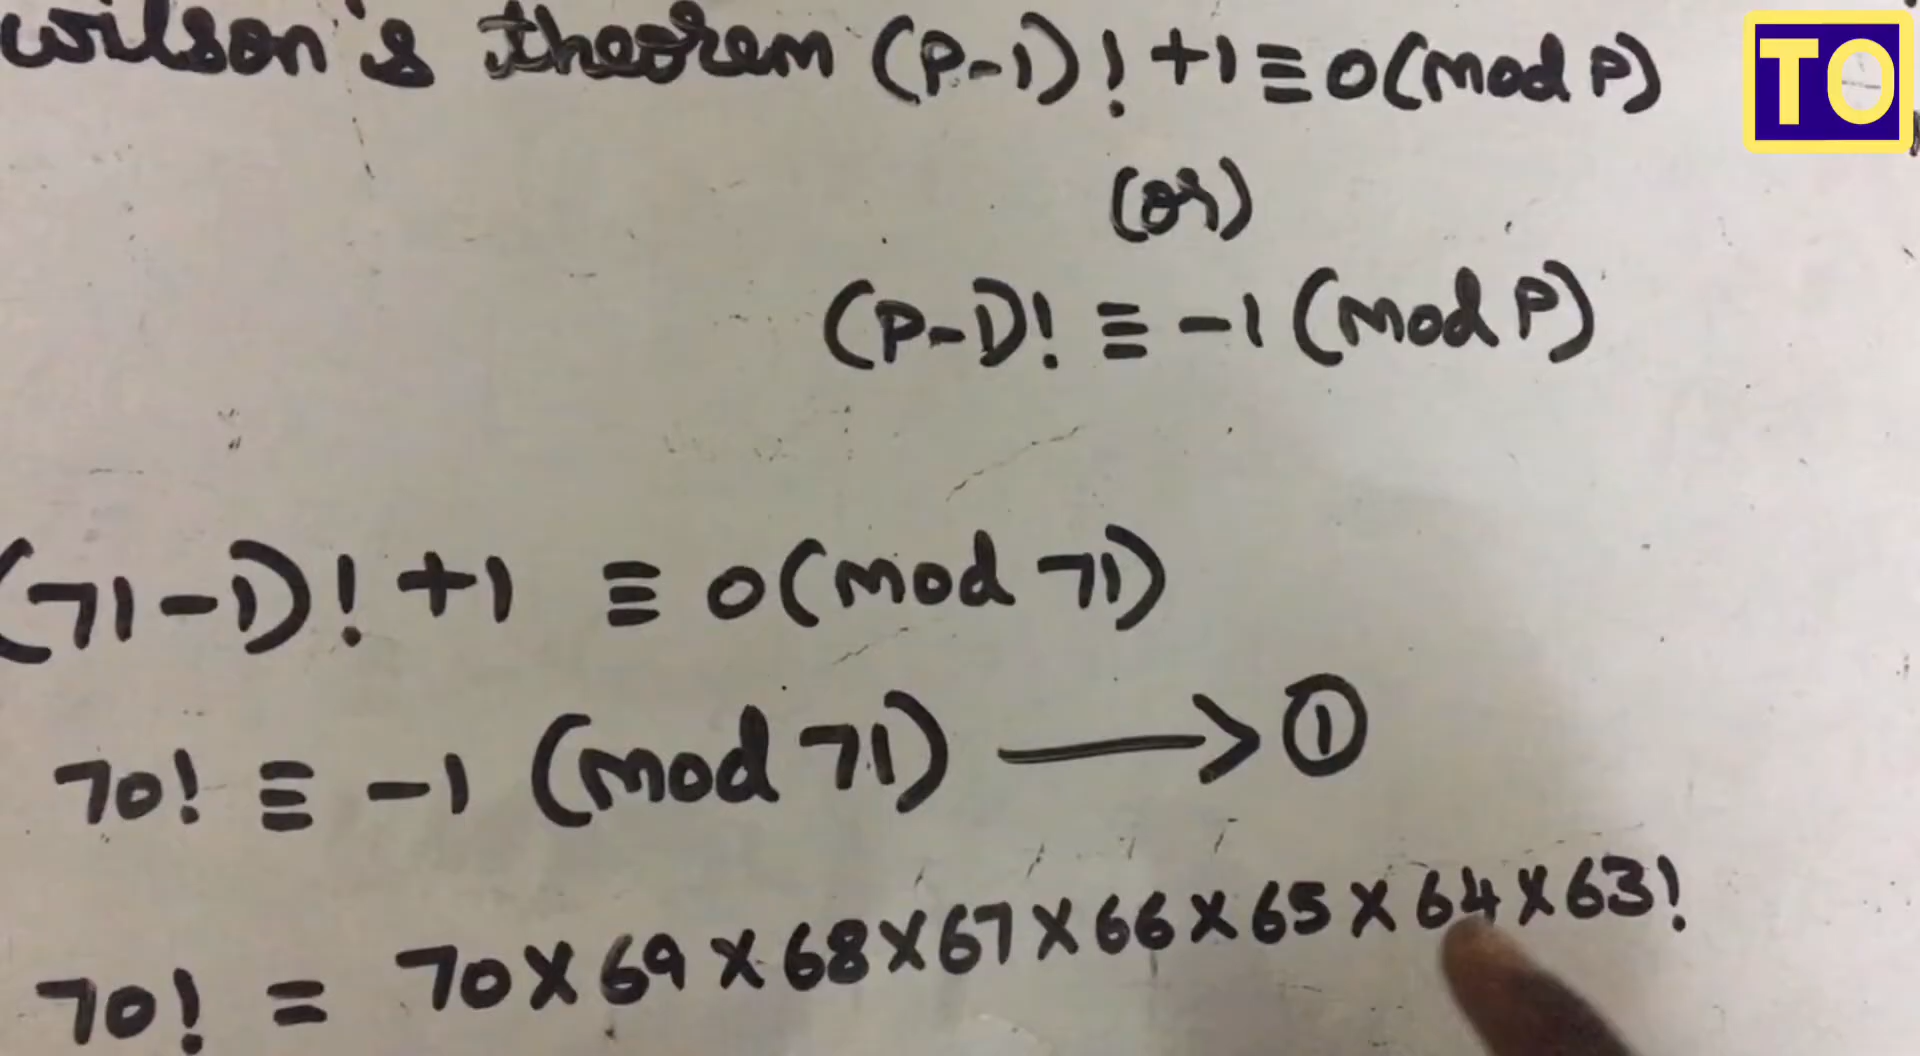 wilson's theorem (P-1)! +1 ≡ 0 (mod P)
TO
(or)
(P-1)! ≡ -1 (mod P)
(71-1)! +1 ≡ 0 (mod 71)
70! ≡ -1 (mod 71) ⟶ ①
70! = 70 × 69 × 68 × 67 × 66 × 65 × 64 × 63!